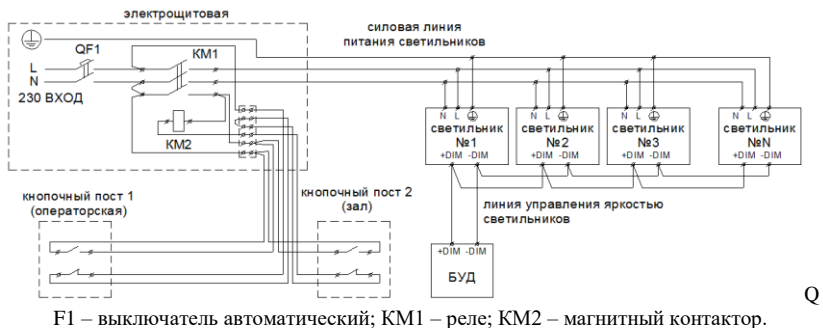 электрощитовая
силовая линия
питания светильников
QF1
KM1
L
N
230 ВХОД
KM2
N L
светильник
№1
+DIM -DIM
N L
светильник
№2
+DIM -DIM
N L
светильник
№3
+DIM -DIM
N L
светильник
№N
+DIM -DIM
кнопочный пост 1
(операторская)
кнопочный пост 2
(зал)
линия управления яркостью
светильников
+DIM -DIM
БУД
Q
F1 – выключатель автоматический; КМ1 – реле; КМ2 – магнитный контактор.